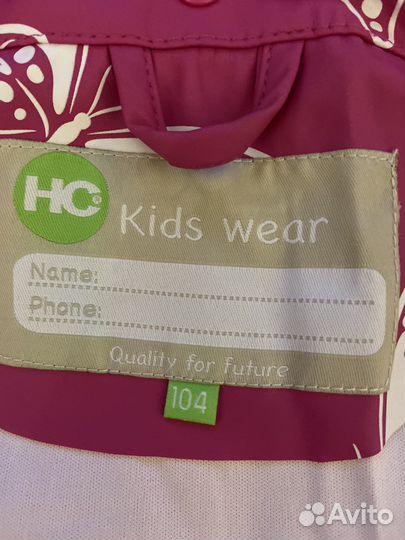 HC® Kids wear
Name:
Phone:
Quality for future
104
Avito